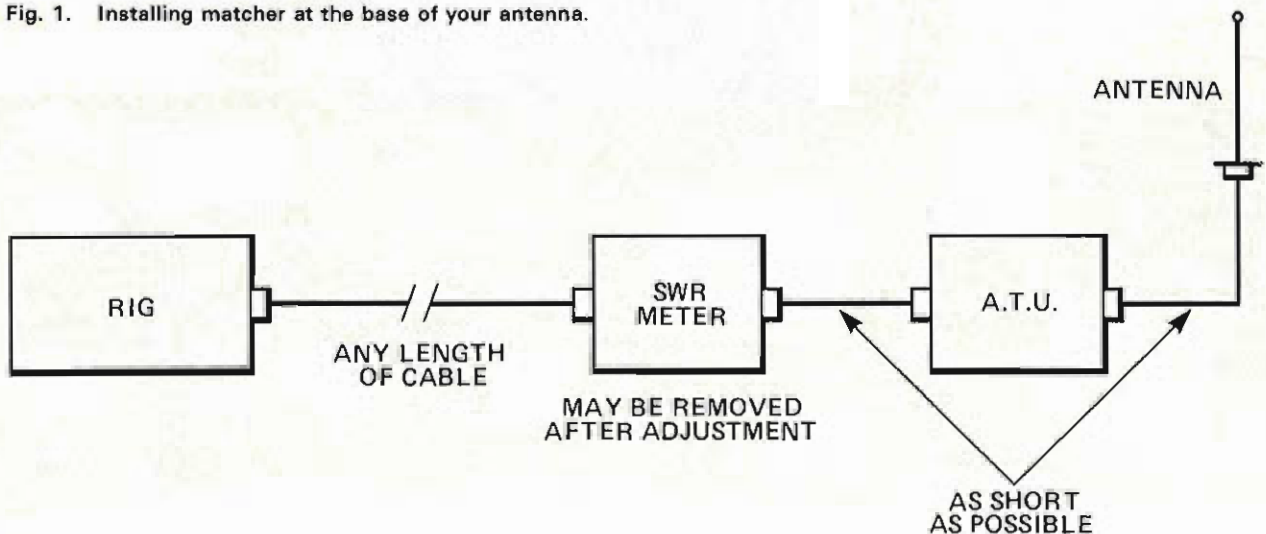 Fig. 1. Installing matcher at the base of your antenna.
ANTENNA
RIG
ANY LENGTH
OF CABLE
SWR
METER
MAY BE REMOVED
AFTER ADJUSTMENT
A.T.U.
AS SHORT
AS POSSIBLE